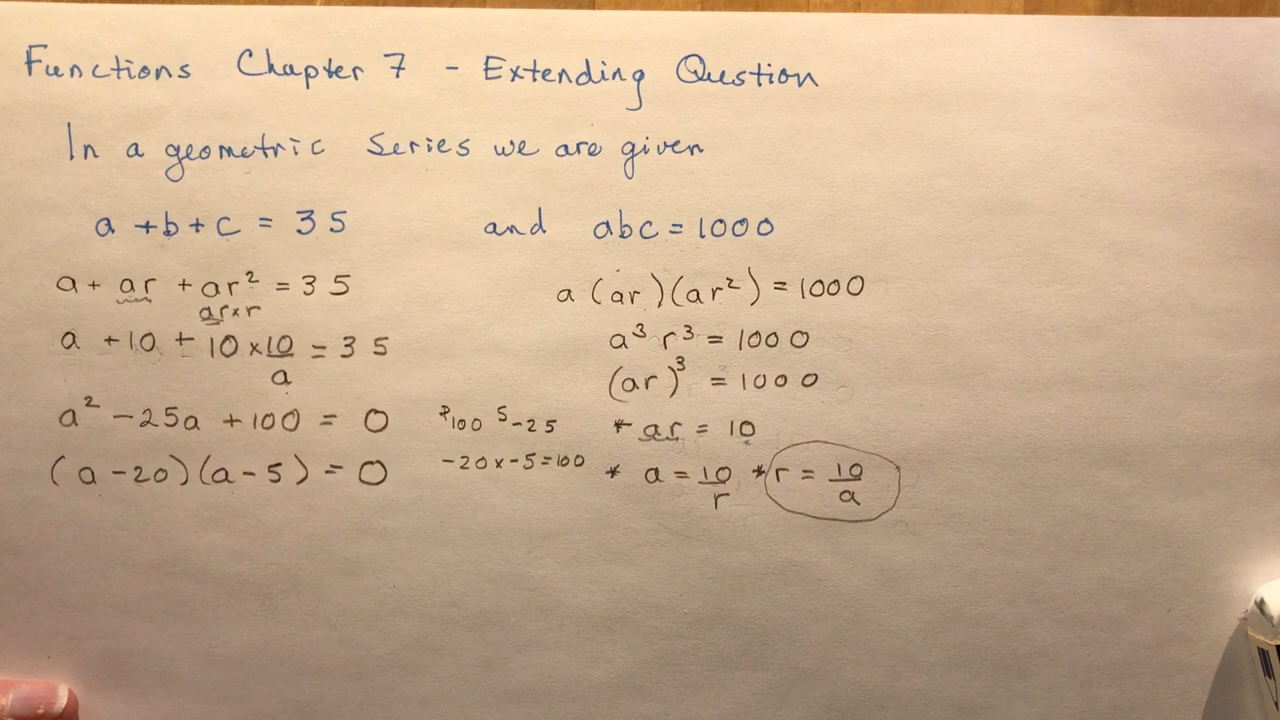 Functions Chapter 7 - Extending Question
In a geometric series we are given
a + b + c = 35 and abc = 1000
a + ar + ar² = 35 a (ar)(ar²) = 1000
ar×r
a + 10 + 10 × 10/a = 35 a³ r³ = 1000
(ar)³ = 1000
a² - 25a + 100 = 0 P100 S-25 * ar = 10
(a - 20)(a - 5) = 0 -20 × -5 = 100 * a = 10/r * r = 10/a